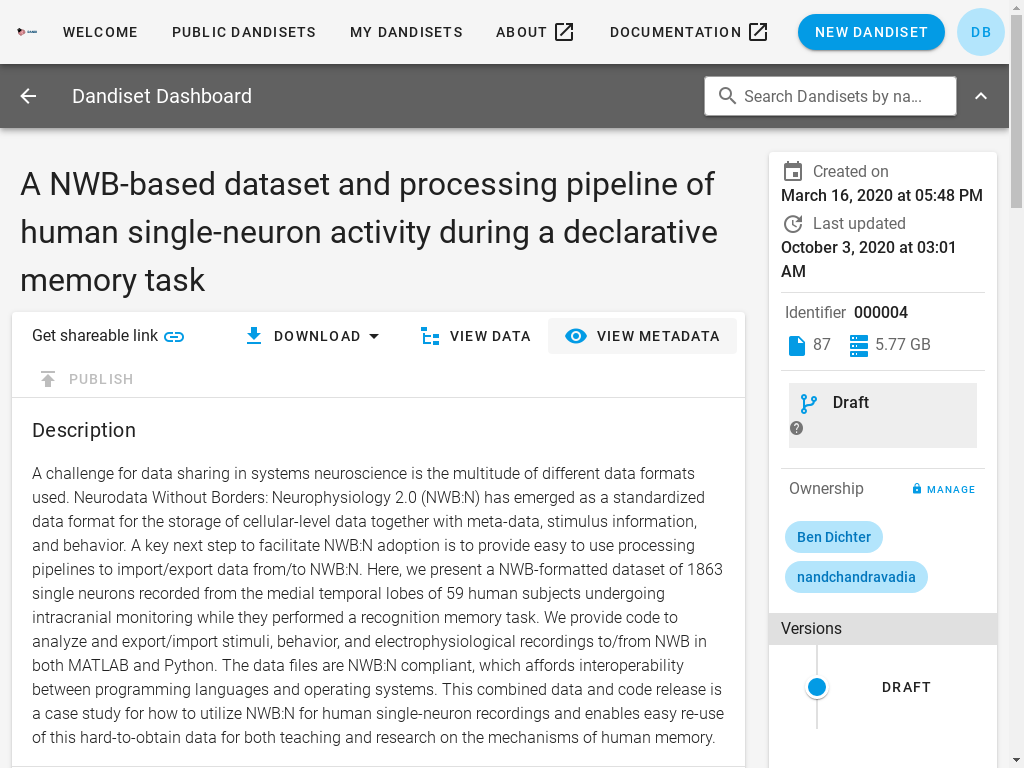 WELCOME PUBLIC DANDISETS MY DANDISETS ABOUT DOCUMENTATION NEW DANDISET DB
Dandiset Dashboard Search Dandisets by na...
A NWB-based dataset and processing pipeline of
human single-neuron activity during a declarative
memory task
Get shareable link DOWNLOAD VIEW DATA VIEW METADATA
PUBLISH
Description
A challenge for data sharing in systems neuroscience is the multitude of different data formats
used. Neurodata Without Borders: Neurophysiology 2.0 (NWB:N) has emerged as a standardized
data format for the storage of cellular-level data together with meta-data, stimulus information,
and behavior. A key next step to facilitate NWB:N adoption is to provide easy to use processing
pipelines to import/export data from/to NWB:N. Here, we present a NWB-formatted dataset of 1863
single neurons recorded from the medial temporal lobes of 59 human subjects undergoing
intracranial monitoring while they performed a recognition memory task. We provide code to
analyze and export/import stimuli, behavior, and electrophysiological recordings to/from NWB in
both MATLAB and Python. The data files are NWB:N compliant, which affords interoperability
between programming languages and operating systems. This combined data and code release is
a case study for how to utilize NWB:N for human single-neuron recordings and enables easy re-use
of this hard-to-obtain data for both teaching and research on the mechanisms of human memory.
Created on
March 16, 2020 at 05:48 PM
Last updated
October 3, 2020 at 03:01
AM
Identifier 000004
87 5.77 GB
Draft
Ownership MANAGE
Ben Dichter
nandchandravadia
Versions
DRAFT